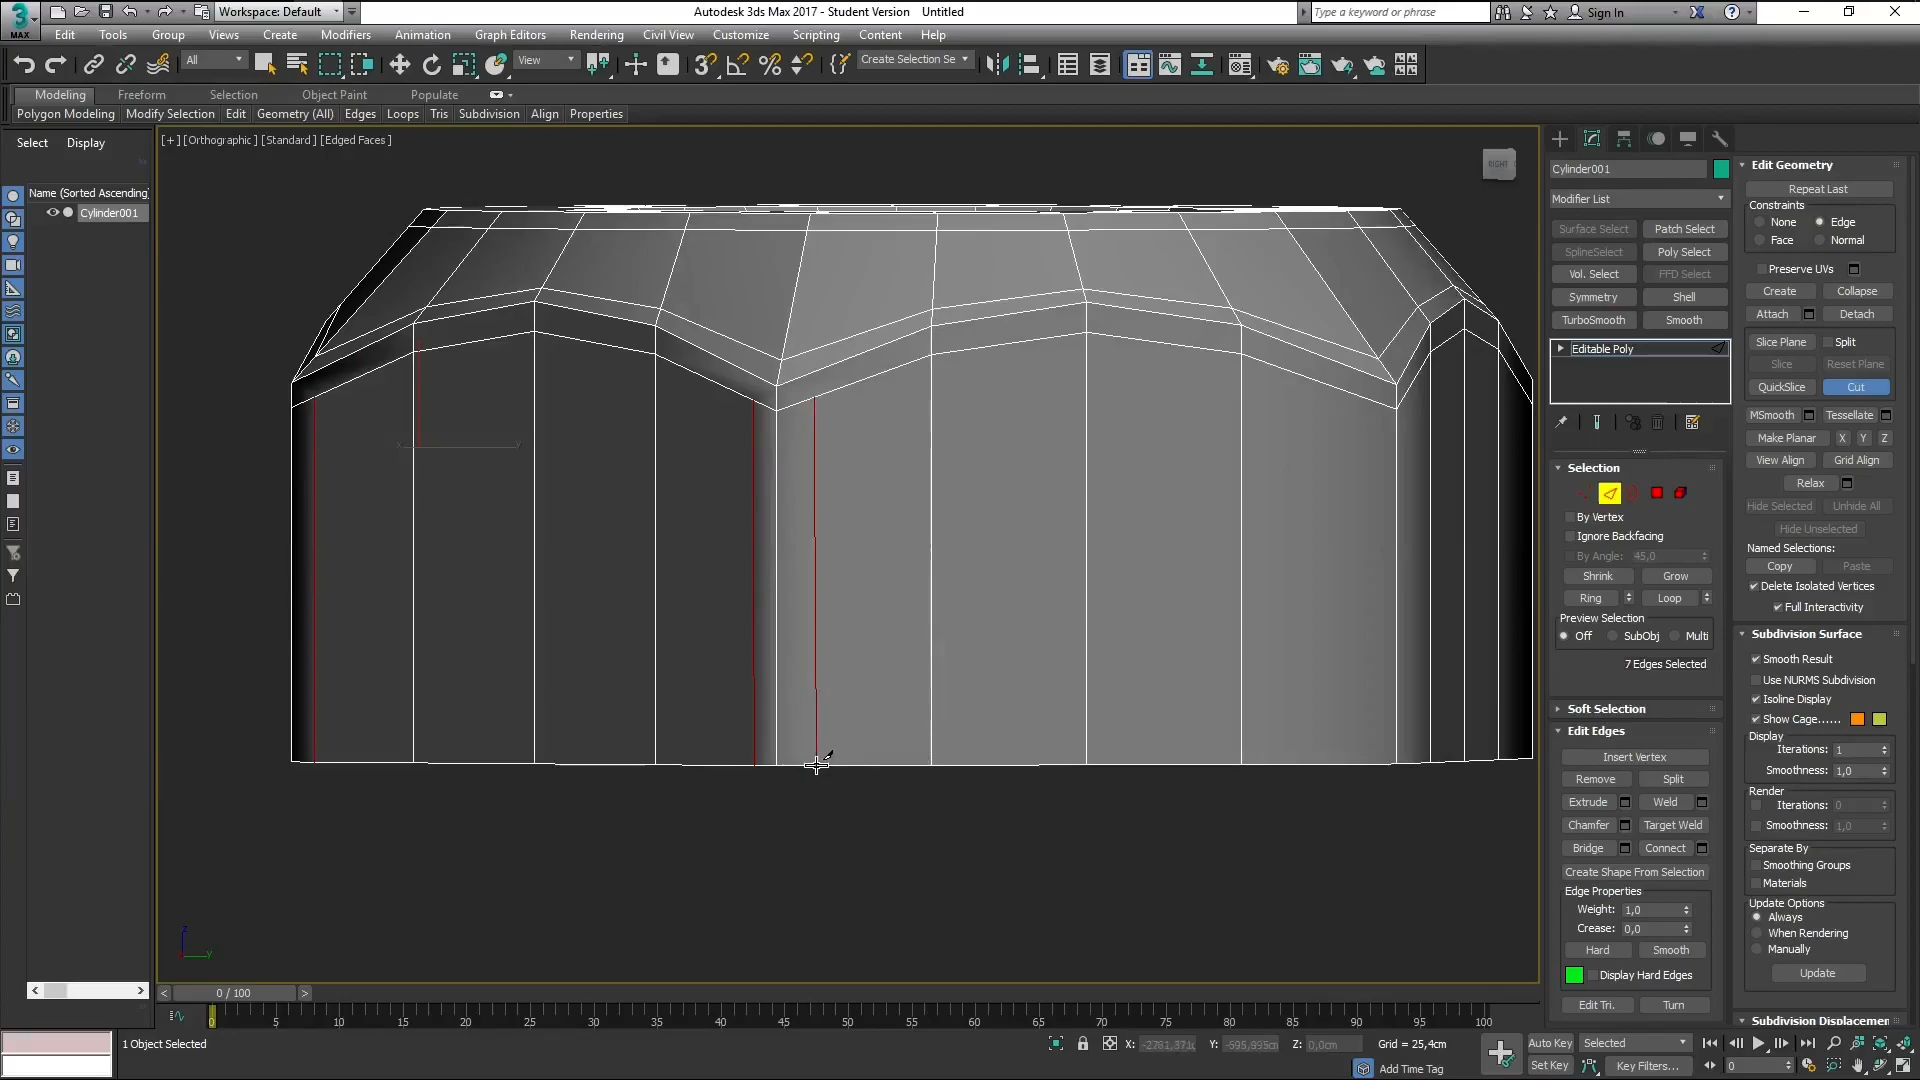 Workspace: Default
Autodesk 3ds Max 2017 - Student Version    Untitled
Type a keyword or phrase
Sign In
MAX
Edit Tools Group Views Create Modifiers Animation Graph Editors Rendering Civil View Customize Scripting Content Help
All
View
Create Selection Se
Modeling Freeform Selection Object Paint Populate
Polygon Modeling Modify Selection Edit Geometry (All) Edges Loops Tris Subdivision Align Properties
Select Display
Name (Sorted Ascending)
Cylinder001
[+] [Orthographic] [Standard] [Edged Faces]
RIGHT
x
y
z
y
Cylinder001
Modifier List
Surface Select Patch Select
SplineSelect Poly Select
Vol. Select FFD Select
Symmetry Shell
TurboSmooth Smooth
Editable Poly
Selection
By Vertex
Ignore Backfacing
By Angle: 45,0
Shrink Grow
Ring Loop
Preview Selection
Off SubObj Multi
7 Edges Selected
Soft Selection
Edit Edges
Insert Vertex
Remove Split
Extrude Weld
Chamfer Target Weld
Bridge Connect
Create Shape From Selection
Edge Properties
Weight: 1,0
Crease: 0,0
Hard Smooth
Display Hard Edges
Edit Tri. Turn
Edit Geometry
Repeat Last
Constraints
None Edge
Face Normal
Preserve UVs
Create Collapse
Attach Detach
Slice Plane Split
Slice Reset Plane
QuickSlice Cut
MSmooth Tessellate
Make Planar X Y Z
View Align Grid Align
Relax
Hide Selected Unhide All
Hide Unselected
Named Selections:
Copy Paste
Delete Isolated Vertices
Full Interactivity
Subdivision Surface
Smooth Result
Use NURMS Subdivision
Isoline Display
Show Cage......
Display
Iterations: 1
Smoothness: 1,0
Render
Iterations: 0
Smoothness: 1,0
Separate By
Smoothing Groups
Materials
Update Options
Always
When Rendering
Manually
Update
Subdivision Displacemen
0 / 100
0 5 10 15 20 25 30 35 40 45 50 55 60 65 70 75 80 85 90 95 100
1 Object Selected
X: Y: -595,995cm Z: 0,0cm Grid = 25,4cm
Add Time Tag
Auto Key Selected
Set Key Key Filters...
0